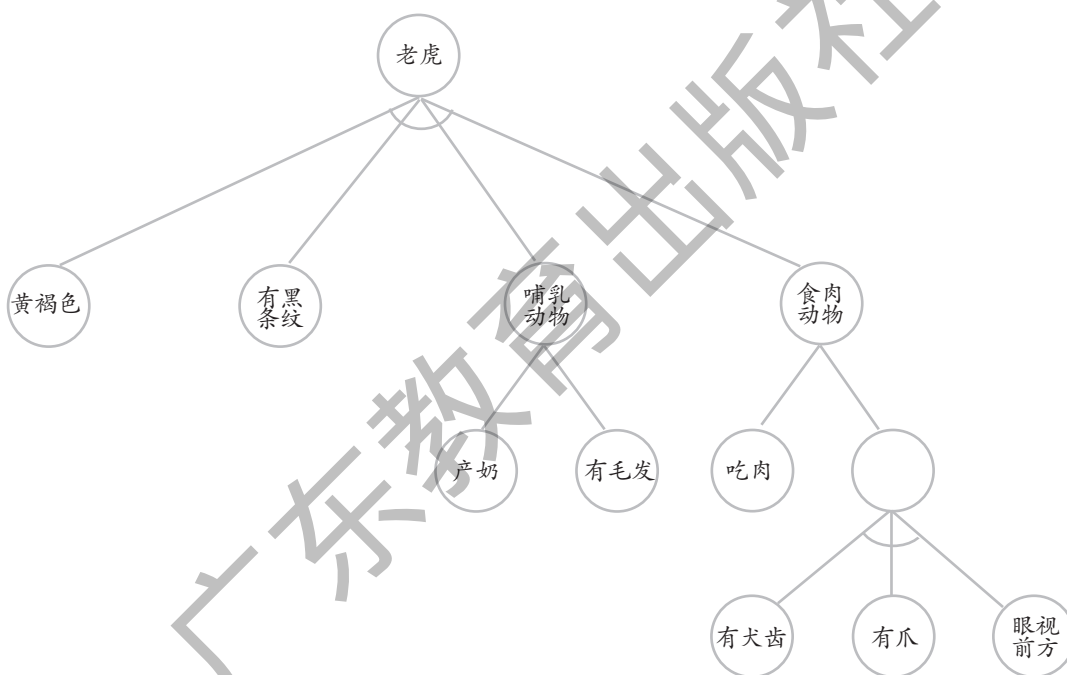 老虎
黄褐色
有黑
条纹
哺乳
动物
食肉
动物
产奶
有毛发
吃肉
有犬齿
有爪
眼视
前方
广东教育出版社